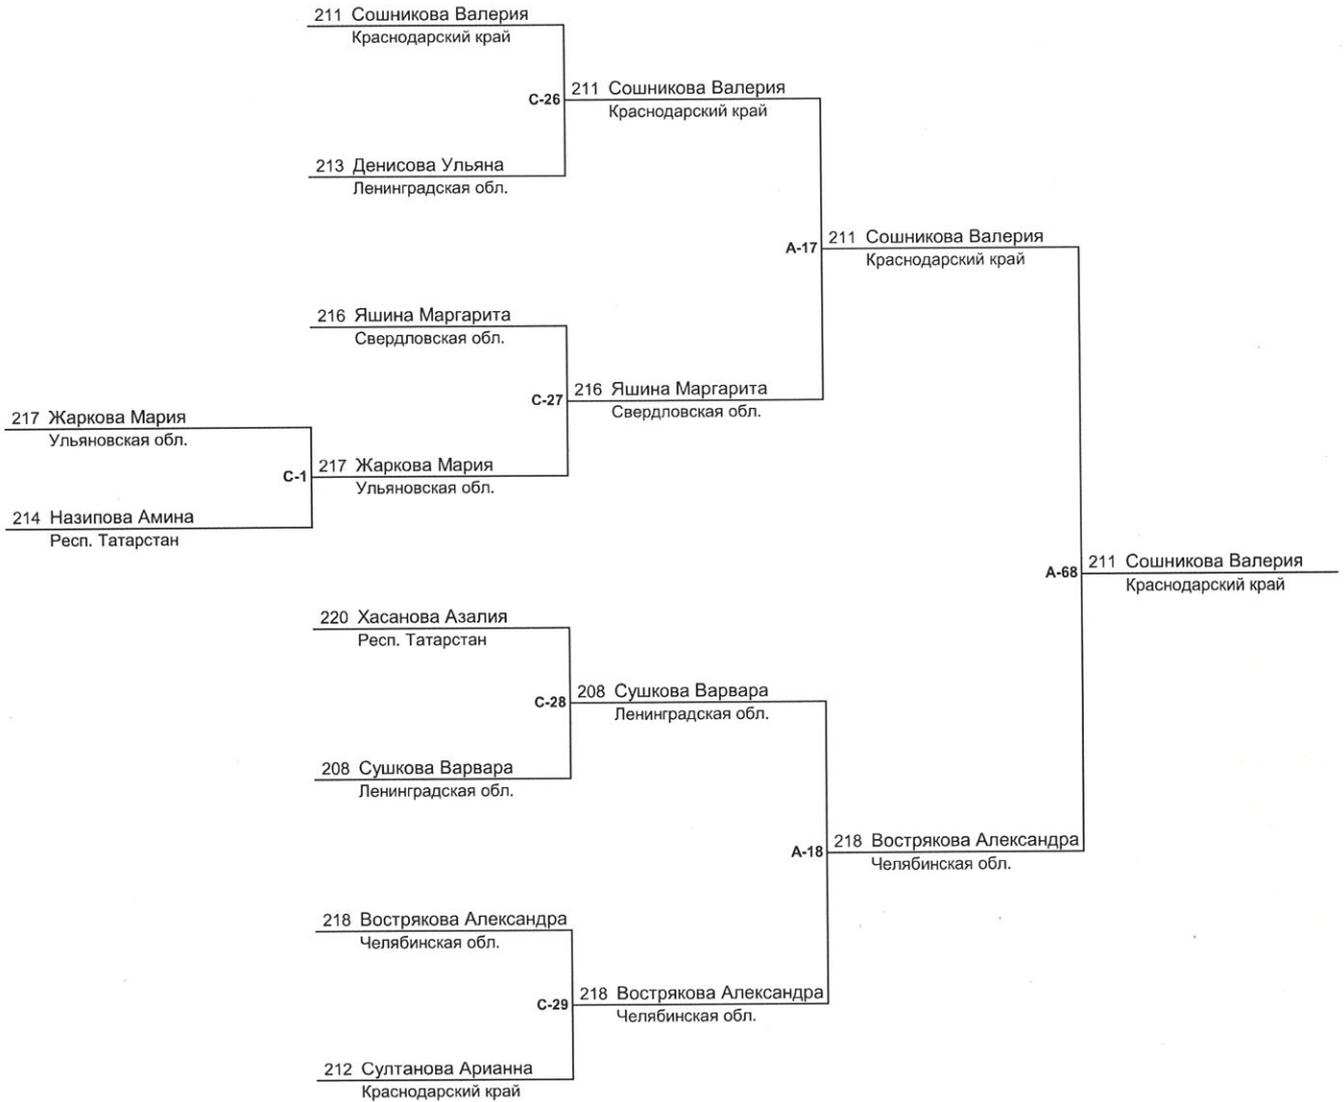 211 Сошникова Валерия
Краснодарский край
С-26
211 Сошникова Валерия
Краснодарский край
213 Денисова Ульяна
Ленинградская обл.
А-17
211 Сошникова Валерия
Краснодарский край
216 Яшина Маргарита
Свердловская обл.
С-27
216 Яшина Маргарита
Свердловская обл.
217 Жаркова Мария
Ульяновская обл.
С-1
217 Жаркова Мария
Ульяновская обл.
214 Назипова Амина
Респ. Татарстан
А-68
211 Сошникова Валерия
Краснодарский край
220 Хасанова Азалия
Респ. Татарстан
С-28
208 Сушкова Варвара
Ленинградская обл.
208 Сушкова Варвара
Ленинградская обл.
А-18
218 Вострякова Александра
Челябинская обл.
218 Вострякова Александра
Челябинская обл.
С-29
218 Вострякова Александра
Челябинская обл.
212 Султанова Арианна
Краснодарский край